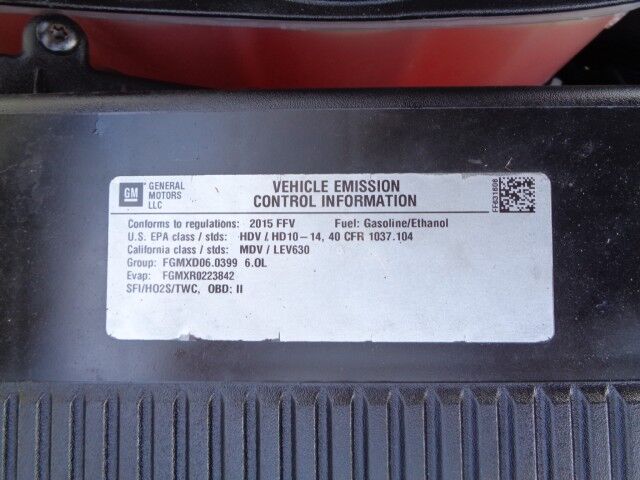 GM
GENERAL
MOTORS
LLC
VEHICLE EMISSION
CONTROL INFORMATION
Conforms to regulations: 2015 FFV Fuel: Gasoline/Ethanol
U.S. EPA class / stds: HDV / HD10-14, 40 CFR 1037.104
California class / stds: MDV / LEV630
Group: FGMXD06.0399 6.0L
Evap: FGMXR0223842
SFI/HO2S/TWC, OBD: II